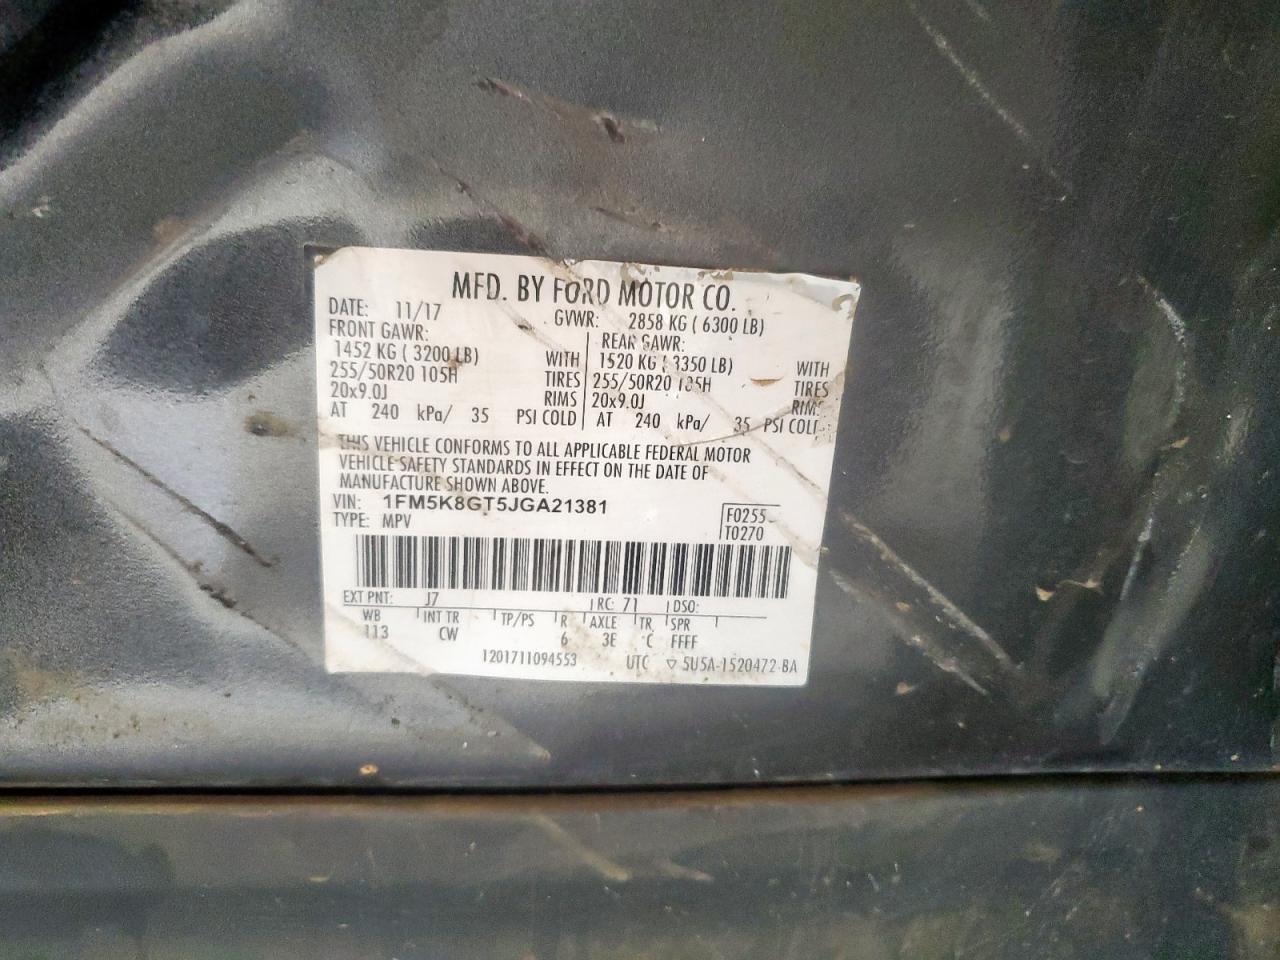 MFD. BY FORD MOTOR CO.
DATE: 11/17 GVWR: 2858 KG ( 6300 LB)
FRONT GAWR: REAR GAWR:
1452 KG ( 3200 LB) WITH 1520 KG ( 3350 LB) WITH
255/50R20 105H TIRES 255/50R20 105H TIRES
20x9.0J RIMS 20x9.0J RIMS
AT 240 kPa/ 35 PSI COLD AT 240 kPa/ 35 PSI COLD
THIS VEHICLE CONFORMS TO ALL APPLICABLE FEDERAL MOTOR
VEHICLE SAFETY STANDARDS IN EFFECT ON THE DATE OF
MANUFACTURE SHOWN ABOVE.
VIN: 1FM5K8GT5JGA21381 F0255
TYPE: MPV T0270
EXT PNT: J7 RC: 71 DSO:
WB INT TR TP/PS R AXLE TR SPR
113 CW 6 3E C FFFF
1201711094553 UTC ▽ 5U5A-1520472-BA